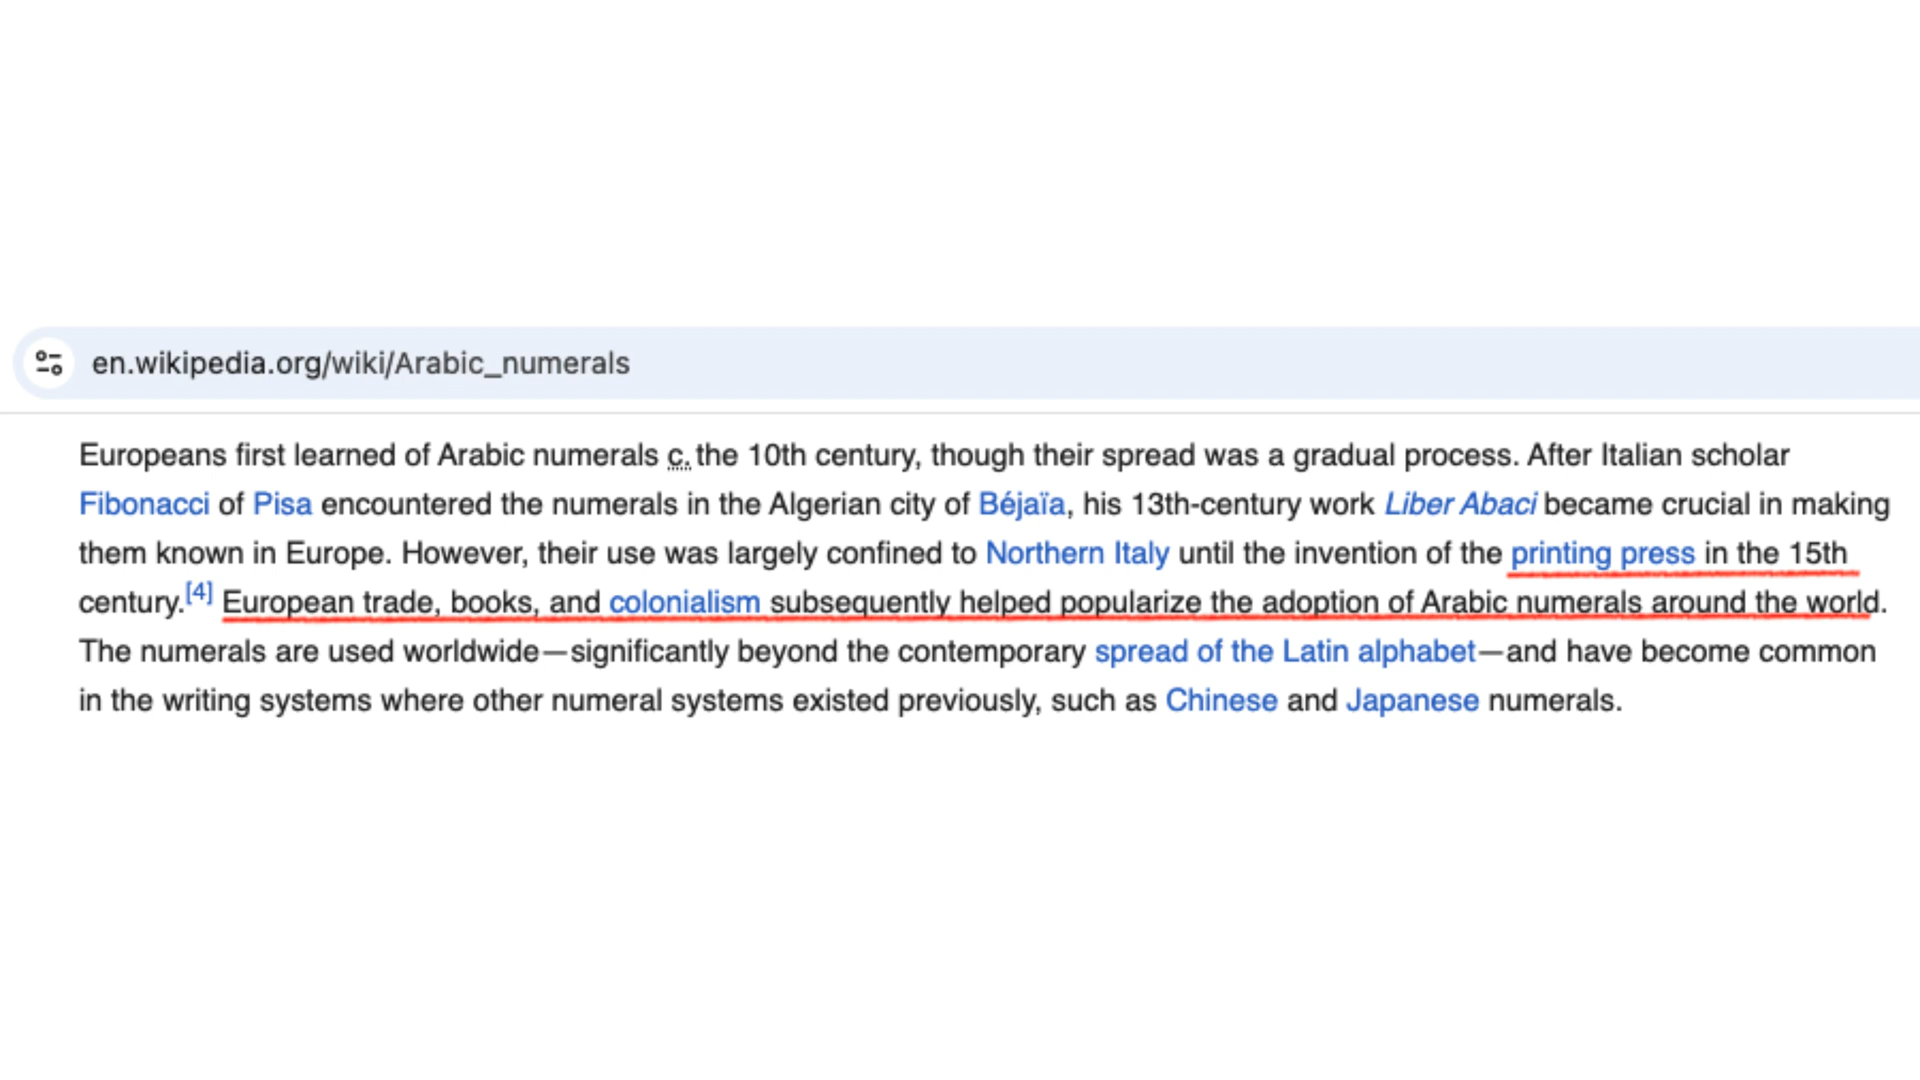 en.wikipedia.org/wiki/Arabic_numerals
Europeans first learned of Arabic numerals c. the 10th century, though their spread was a gradual process. After Italian scholar
Fibonacci of Pisa encountered the numerals in the Algerian city of Béjaïa, his 13th-century work Liber Abaci became crucial in making
them known in Europe. However, their use was largely confined to Northern Italy until the invention of the printing press in the 15th
century.[4] European trade, books, and colonialism subsequently helped popularize the adoption of Arabic numerals around the world.
The numerals are used worldwide—significantly beyond the contemporary spread of the Latin alphabet—and have become common
in the writing systems where other numeral systems existed previously, such as Chinese and Japanese numerals.